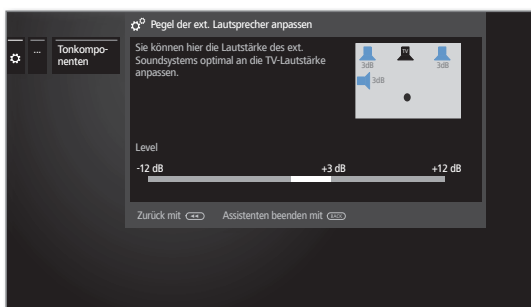 Pegel der ext. Lautsprecher anpassen
...
Tonkompo-
nenten
Sie können hier die Lautstärke des ext.
Soundsystems optimal an die TV-Lautstärke
anpassen.
TV
3dB 3dB
3dB
Level
-12 dB +3 dB +12 dB
Zurück mit Assistenten beenden mit BACK